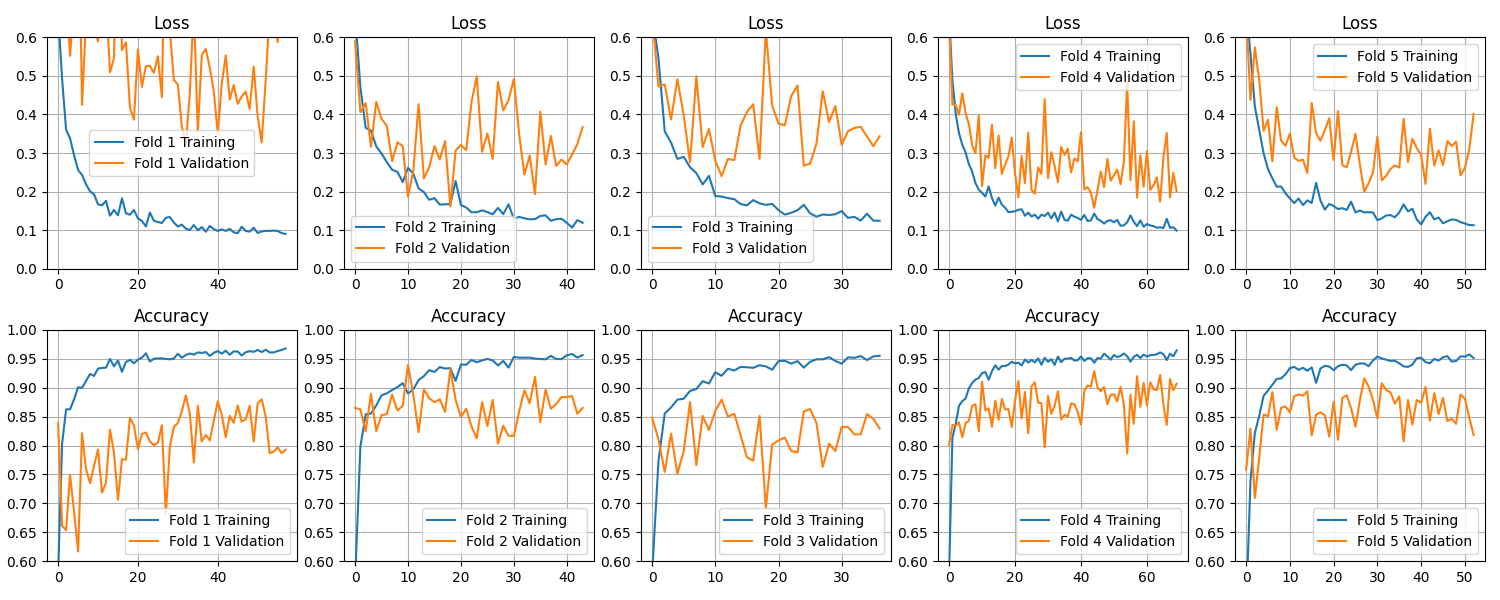 Loss
0.6
0.5
0.4
0.3
0.2
0.1
0.0
0 20 40
Fold 1 Training
Fold 1 Validation
Loss
0.6
0.5
0.4
0.3
0.2
0.1
0.0
0 10 20 30 40
Fold 2 Training
Fold 2 Validation
Loss
0.6
0.5
0.4
0.3
0.2
0.1
0.0
0 10 20 30
Fold 3 Training
Fold 3 Validation
Loss
0.6
0.5
0.4
0.3
0.2
0.1
0.0
0 20 40 60
Fold 4 Training
Fold 4 Validation
Loss
0.6
0.5
0.4
0.3
0.2
0.1
0.0
0 10 20 30 40 50
Fold 5 Training
Fold 5 Validation
Accuracy
1.00
0.95
0.90
0.85
0.80
0.75
0.70
0.65
0.60
0 20 40
Fold 1 Training
Fold 1 Validation
Accuracy
1.00
0.95
0.90
0.85
0.80
0.75
0.70
0.65
0.60
0 10 20 30 40
Fold 2 Training
Fold 2 Validation
Accuracy
1.00
0.95
0.90
0.85
0.80
0.75
0.70
0.65
0.60
0 10 20 30
Fold 3 Training
Fold 3 Validation
Accuracy
1.00
0.95
0.90
0.85
0.80
0.75
0.70
0.65
0.60
0 20 40 60
Fold 4 Training
Fold 4 Validation
Accuracy
1.00
0.95
0.90
0.85
0.80
0.75
0.70
0.65
0.60
0 10 20 30 40 50
Fold 5 Training
Fold 5 Validation